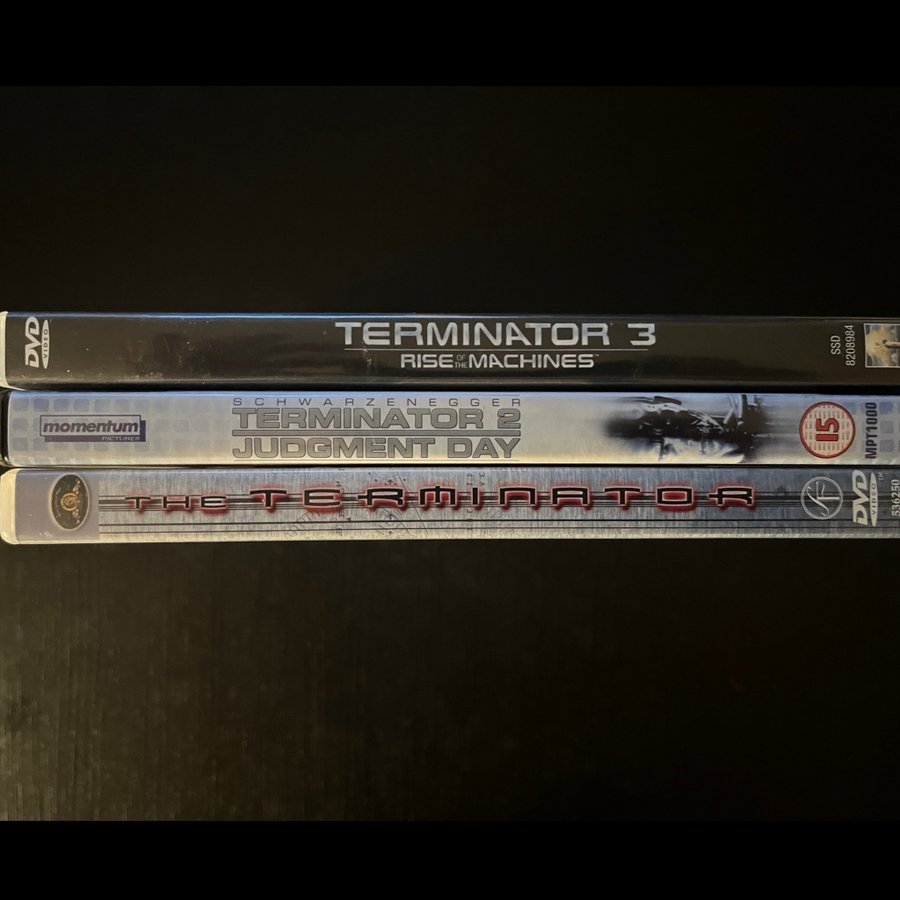 DVD
VIDEO
TERMINATOR 3
RISE OF THE MACHINES™
SSD
8208984
momentum
PICTURES
SCHWARZENEGGER
TERMINATOR 2
JUDGMENT DAY
15
MPT1000
THE TERMINATOR
DVD
VIDEO
536250